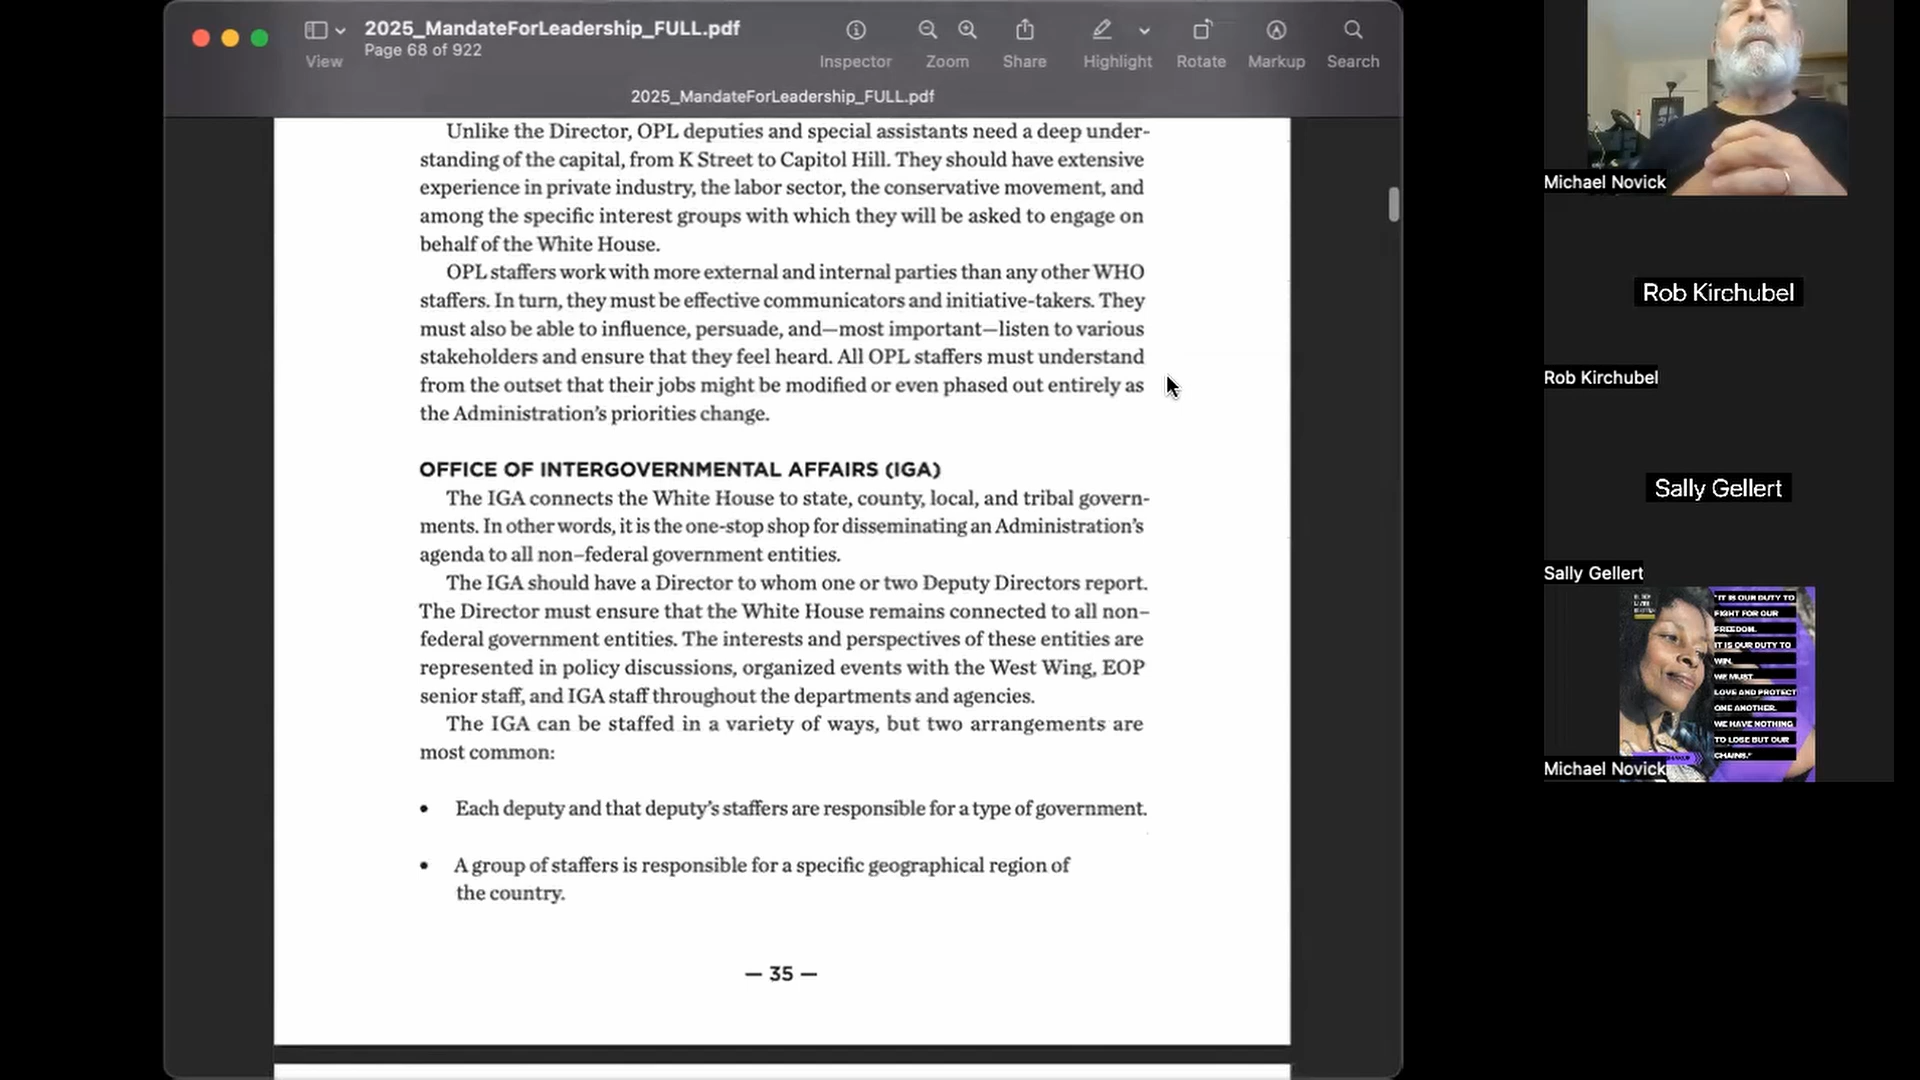 2025_MandateForLeadership_FULL.pdf
Page 68 of 922
View
Inspector
Zoom
Share
Highlight
Rotate
Markup
Search
2025_MandateForLeadership_FULL.pdf
Unlike the Director, OPL deputies and special assistants need a deep under-
standing of the capital, from K Street to Capitol Hill. They should have extensive
experience in private industry, the labor sector, the conservative movement, and
among the specific interest groups with which they will be asked to engage on
behalf of the White House.
OPL staffers work with more external and internal parties than any other WHO
staffers. In turn, they must be effective communicators and initiative-takers. They
must also be able to influence, persuade, and—most important—listen to various
stakeholders and ensure that they feel heard. All OPL staffers must understand
from the outset that their jobs might be modified or even phased out entirely as
the Administration's priorities change.
OFFICE OF INTERGOVERNMENTAL AFFAIRS (IGA)
The IGA connects the White House to state, county, local, and tribal govern-
ments. In other words, it is the one-stop shop for disseminating an Administration's
agenda to all non–federal government entities.
The IGA should have a Director to whom one or two Deputy Directors report.
The Director must ensure that the White House remains connected to all non–
federal government entities. The interests and perspectives of these entities are
represented in policy discussions, organized events with the West Wing, EOP
senior staff, and IGA staff throughout the departments and agencies.
The IGA can be staffed in a variety of ways, but two arrangements are
most common:
• Each deputy and that deputy's staffers are responsible for a type of government.
• A group of staffers is responsible for a specific geographical region of
the country.
— 35 —
Michael Novick
Rob Kirchubel
Rob Kirchubel
Sally Gellert
Sally Gellert
"IT IS OUR DUTY TO
FIGHT FOR OUR
FREEDOM.
IT IS OUR DUTY TO
WIN.
WE MUST
LOVE AND PROTECT
ONE ANOTHER.
WE HAVE NOTHING
TO LOSE BUT OUR
CHAINS."
Michael Novick